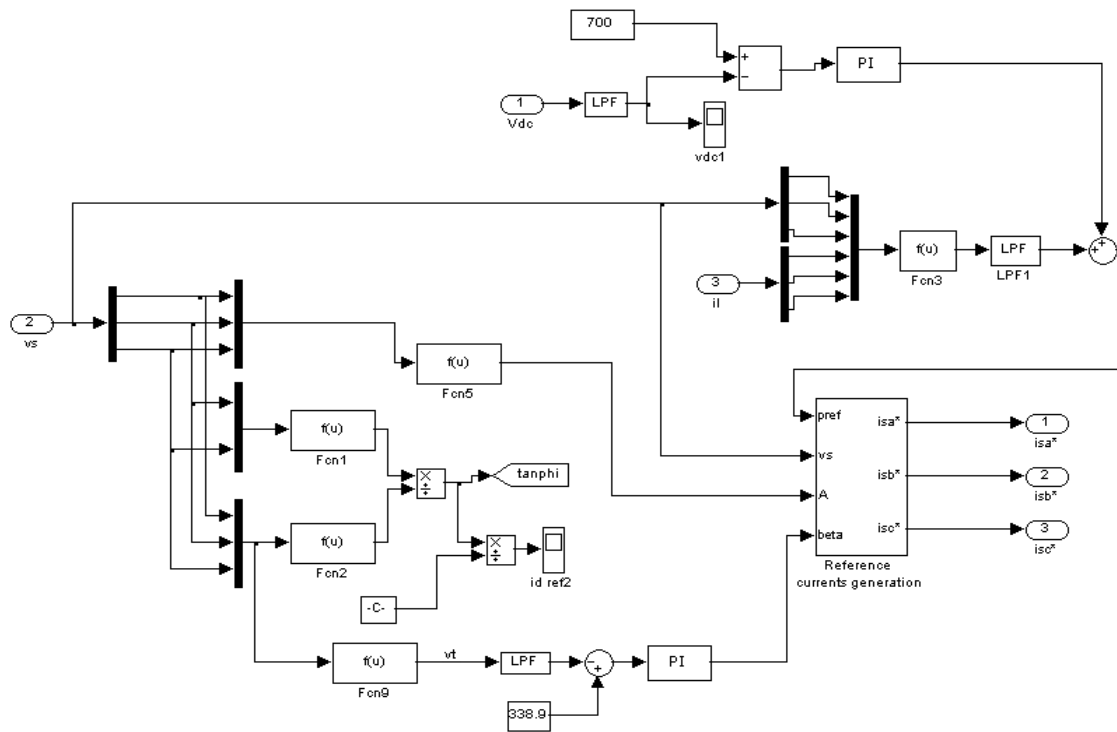 700
+
−
PI
1
Vdc
LPF
vdc1
+
+
f(u)
Fcn3
LPF
LPF1
3
il
2
vs
f(u)
Fcn5
f(u)
Fcn1
×
÷
tanphi
f(u)
Fcn2
×
÷
id ref2
-C-
pref
vs
A
beta
isa*
isb*
isc*
Reference
currents generation
1
isa*
2
isb*
3
isc*
f(u)
Fcn9
vt
LPF
−
+
PI
338.9